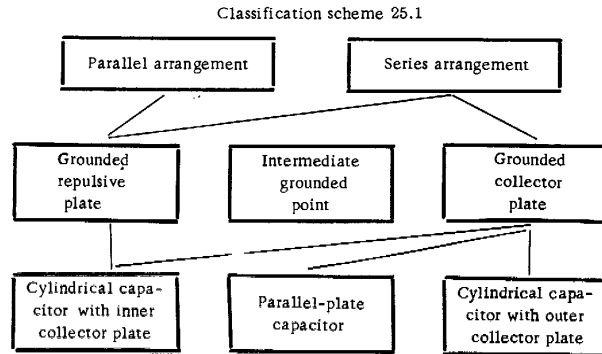 Classification scheme 25.1
Parallel arrangement
Series arrangement
Grounded
repulsive
plate
Intermediate
grounded
point
Grounded
collector
plate
Cylindrical capa-
citor with inner
collector plate
Parallel-plate
capacitor
Cylindrical capa-
citor with outer
collector plate